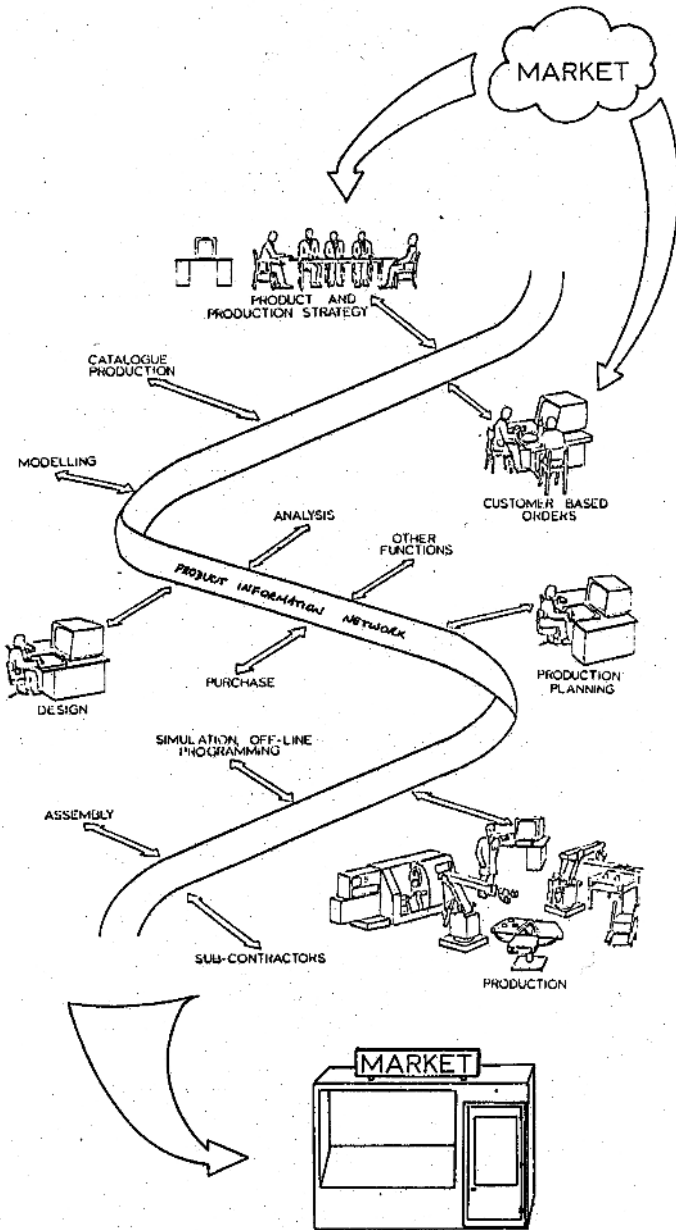 MARKET
PRODUCT AND
PRODUCTION STRATEGY
CATALOGUE
PRODUCTION
MODELLING
CUSTOMER BASED
ORDERS
ANALYSIS
OTHER
FUNCTIONS
PRODUCT INFORMATION NETWORK
DESIGN
PURCHASE
PRODUCTION
PLANNING
SIMULATION, OFF-LINE
PROGRAMMING
ASSEMBLY
SUB-CONTRACTORS
PRODUCTION
MARKET